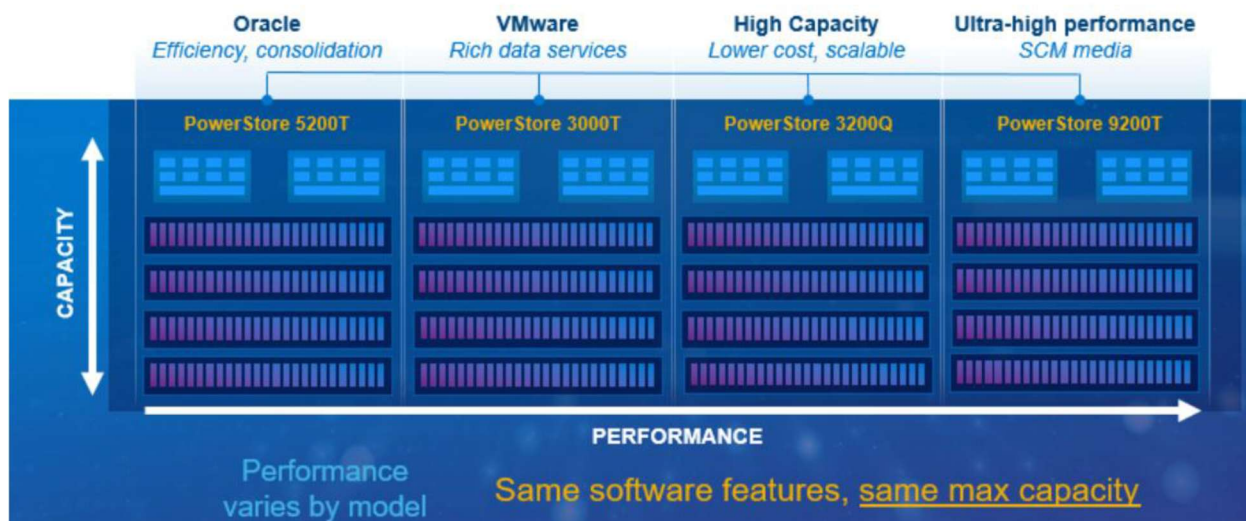 Oracle
Efficiency, consolidation
VMware
Rich data services
High Capacity
Lower cost, scalable
Ultra-high performance
SCM media
PowerStore 5200T
PowerStore 3000T
PowerStore 3200Q
PowerStore 9200T
CAPACITY
PERFORMANCE
Performance
varies by model
Same software features, same max capacity